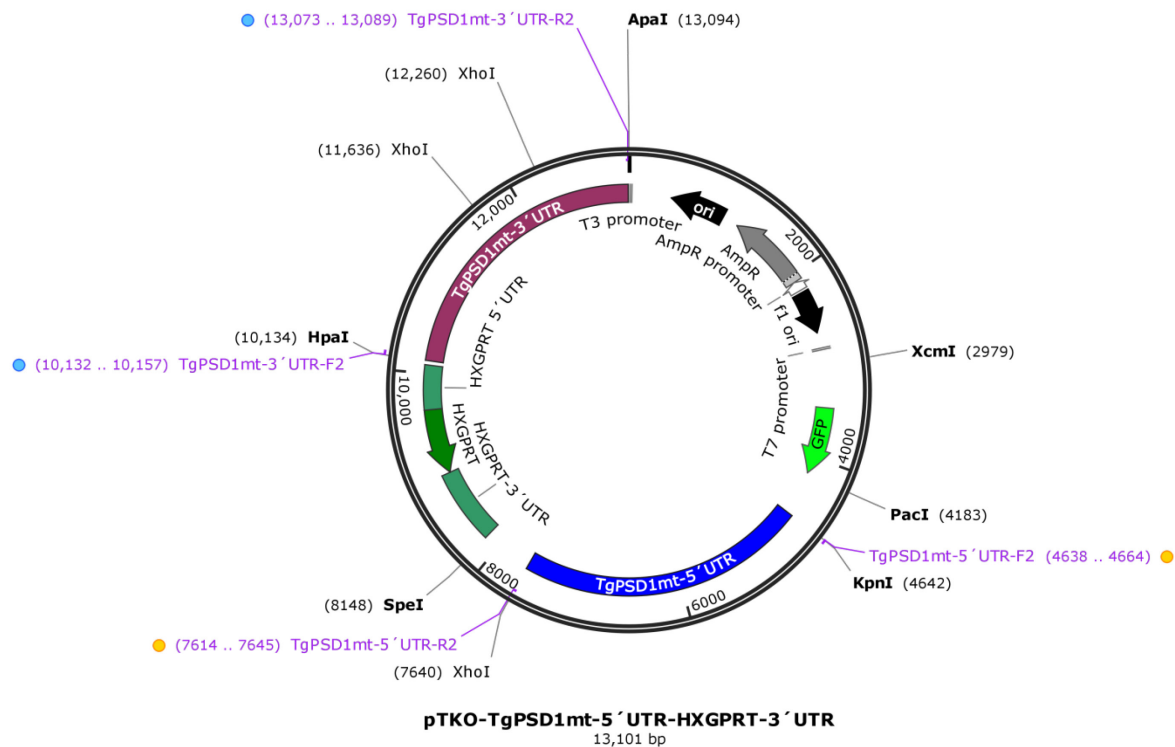 (13,073 .. 13,089) TgPSD1mt-3´UTR-R2
ApaI (13,094)
(12,260) XhoI
(11,636) XhoI
12,000
TgPSD1mt-3´UTR
T3 promoter
ori
AmpR promoter
AmpR
2000
f1 ori
T7 promoter
XcmI (2979)
HXGPRT 5´UTR
(10,134) HpaI
(10,132 .. 10,157) TgPSD1mt-3´UTR-F2
10,000
HXGPRT
HXGPRT-3´UTR
GFP
4000
PacI (4183)
TgPSD1mt-5´UTR-F2 (4638 .. 4664)
KpnI (4642)
TgPSD1mt-5´UTR
8000
6000
(8148) SpeI
(7614 .. 7645) TgPSD1mt-5´UTR-R2
(7640) XhoI
pTKO-TgPSD1mt-5´UTR-HXGPRT-3´UTR
13,101 bp